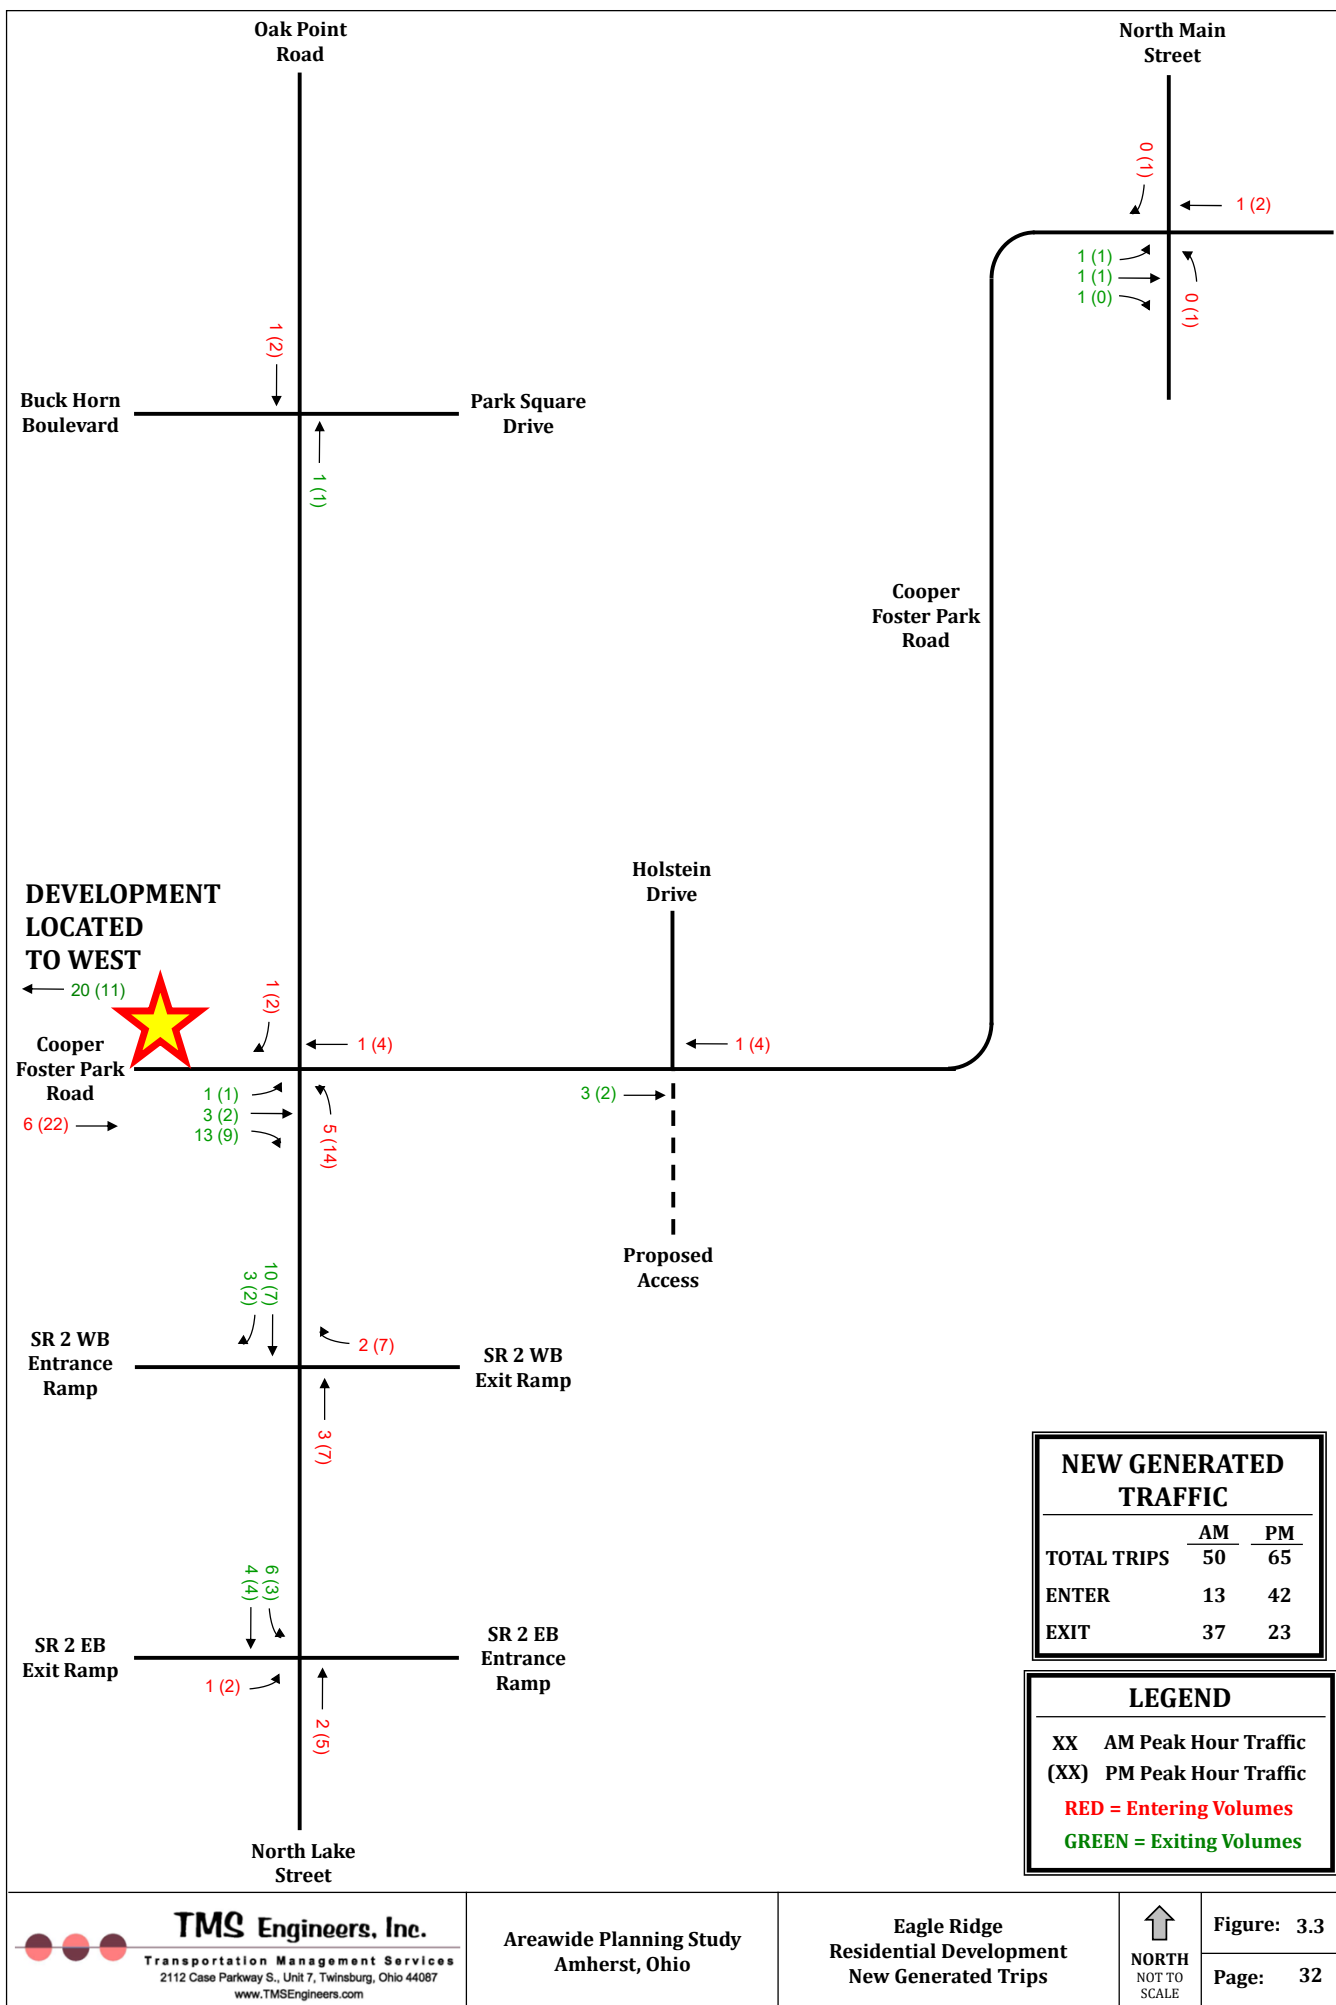 Oak Point
Road
North Main
Street
0 (1)
1 (2)
1 (1)
1 (1)
1 (0)
0 (1)
1 (2)
Buck Horn
Boulevard
Park Square
Drive
1 (1)
Cooper
Foster Park
Road
Holstein
Drive
DEVELOPMENT
LOCATED
TO WEST
20 (11)
1 (2)
1 (4)
1 (4)
Cooper
Foster Park
Road
6 (22)
1 (1)
3 (2)
13 (9)
5 (14)
3 (2)
Proposed
Access
10 (7)
3 (2)
SR 2 WB
Entrance
Ramp
2 (7)
SR 2 WB
Exit Ramp
3 (7)
6 (3)
4 (4)
SR 2 EB
Exit Ramp
SR 2 EB
Entrance
Ramp
1 (2)
2 (5)
North Lake
Street
NEW GENERATED
TRAFFIC
AM PM
TOTAL TRIPS 50 65
ENTER 13 42
EXIT 37 23
LEGEND
XX AM Peak Hour Traffic
(XX) PM Peak Hour Traffic
RED = Entering Volumes
GREEN = Exiting Volumes
TMS Engineers, Inc.
Transportation Management Services
2112 Case Parkway S., Unit 7, Twinsburg, Ohio 44087
www.TMSEngineers.com
Areawide Planning Study
Amherst, Ohio
Eagle Ridge
Residential Development
New Generated Trips
NORTH
NOT TO
SCALE
Figure: 3.3
Page: 32